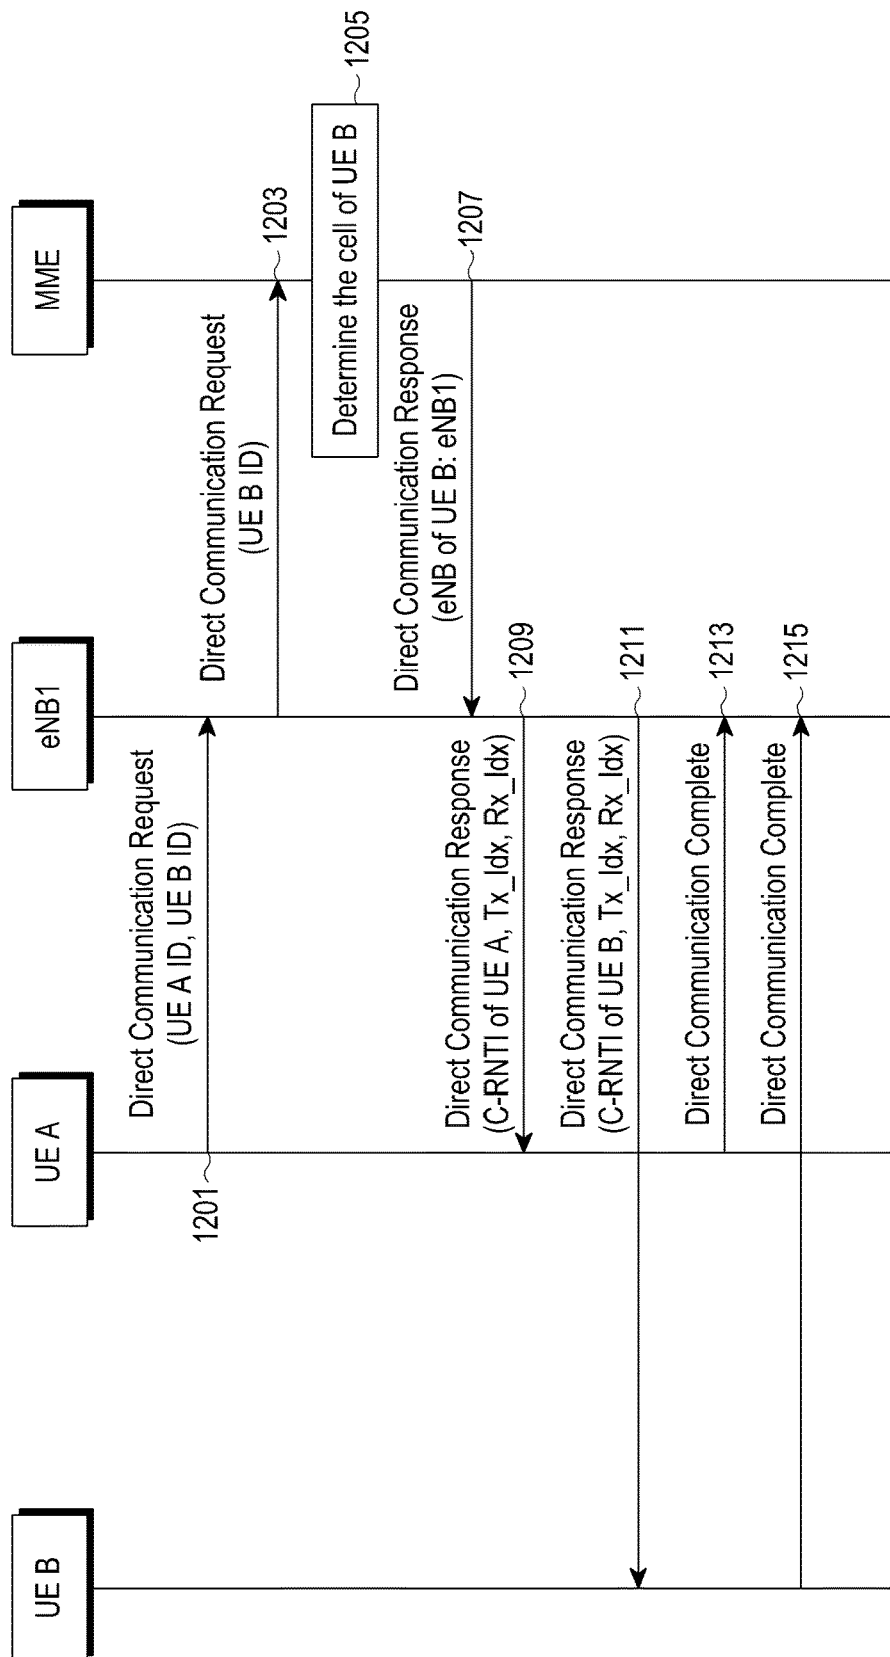 UE B
UE A
eNB1
MME
1201
Direct Communication Request
(UE A ID, UE B ID)
Direct Communication Request
(UE B ID)
1203
Determine the cell of UE B
1205
Direct Communication Response
(eNB of UE B: eNB1)
1207
Direct Communication Response
(C-RNTI of UE A, Tx_Idx, Rx_Idx)
1209
Direct Communication Response
(C-RNTI of UE B, Tx_Idx, Rx_Idx)
1211
Direct Communication Complete
1213
Direct Communication Complete
1215